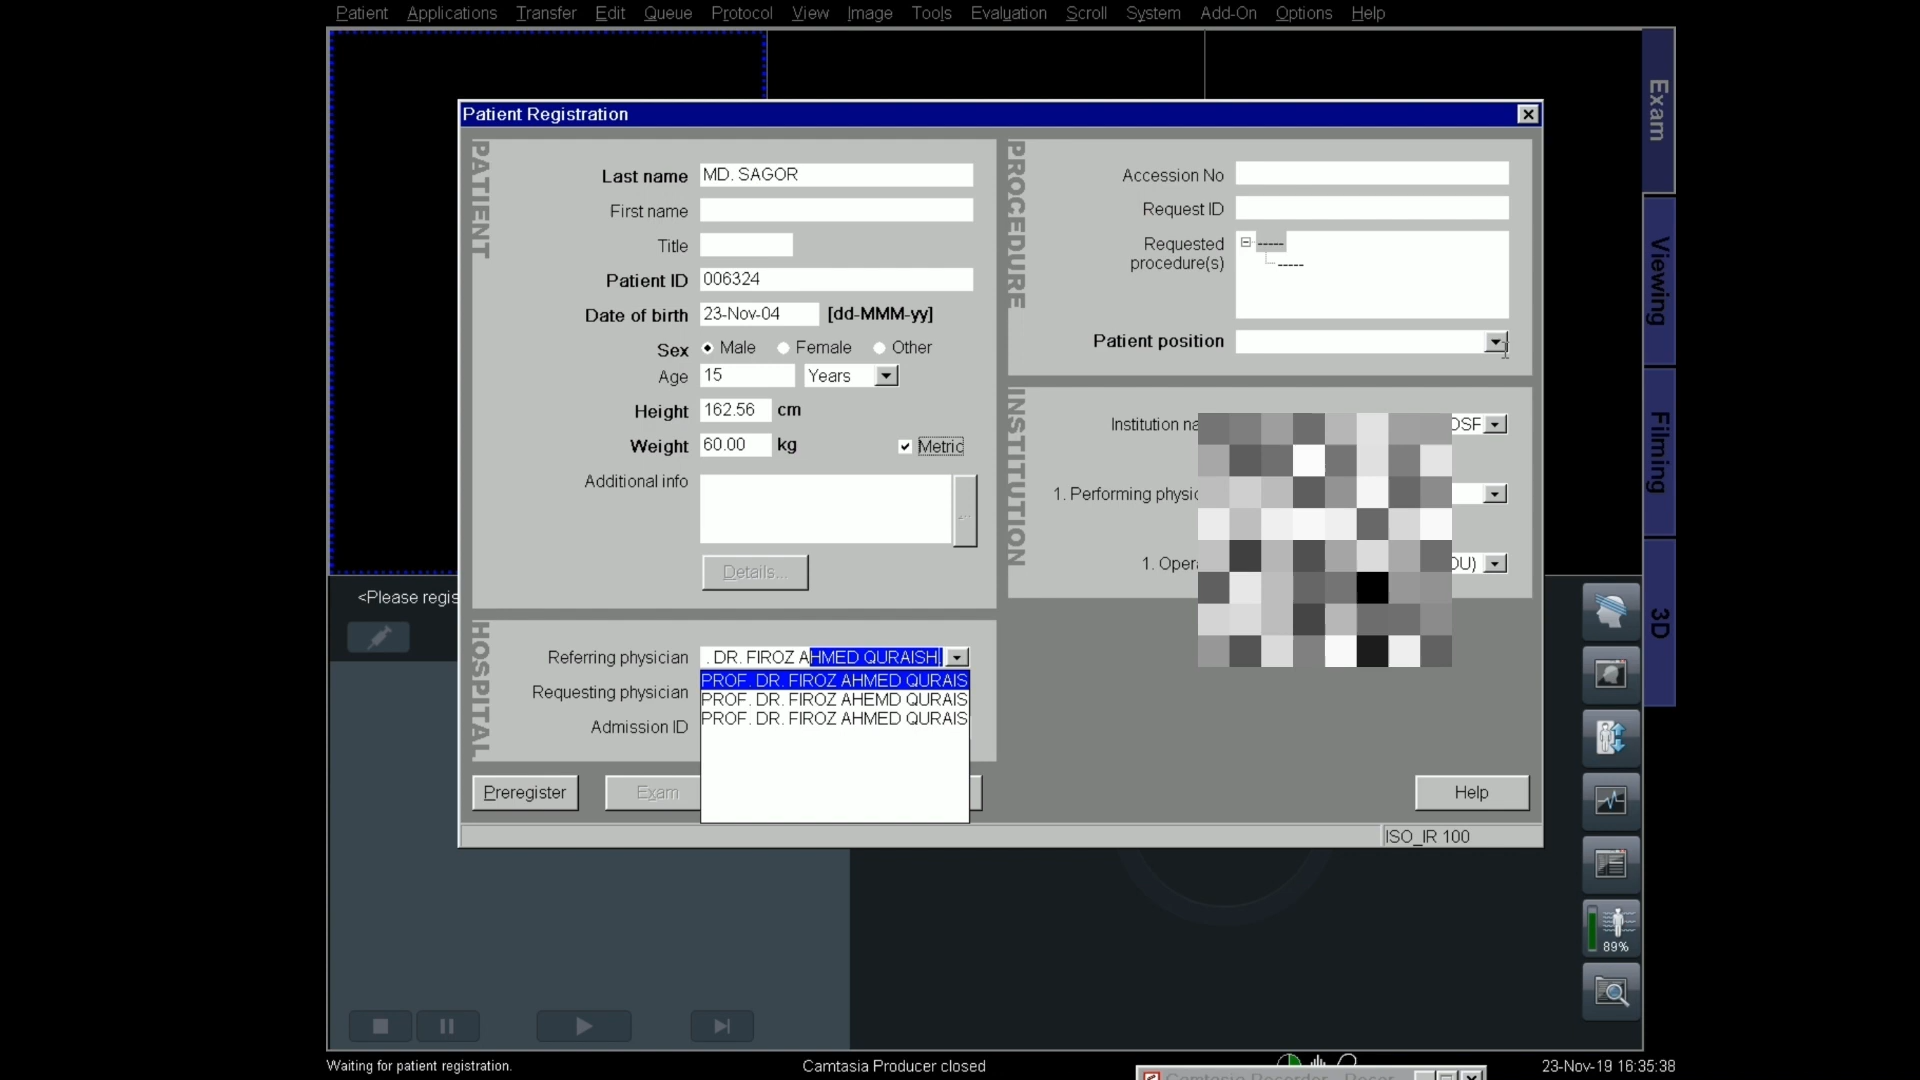 Patient Applications Transfer Edit Queue Protocol View Image Tools Evaluation Scroll System Add-On Options Help
Exam
Viewing
Filming
3D
Patient Registration
PATIENT
Last name MD. SAGOR
First name
Title
Patient ID 006324
Date of birth 23-Nov-04 [dd-MMM-yy]
Sex Male Female Other
Age 15 Years
Height 162.56 cm
Weight 60.00 kg Metric
Additional info
Details...
PROCEDURE
Accession No
Request ID
Requested
procedure(s)
-----
-----
Patient position
INSTITUTION
Institution na OSF
1. Performing physic
1. Opera DU)
HOSPITAL
Referring physician . DR. FIROZ AHMED QURAISHI
PROF. DR. FIROZ AHMED QURAIS
Requesting physician PROF. DR. FIROZ AHEMD QURAIS
PROF. DR. FIROZ AHMED QURAIS
Admission ID
Preregister Exam Help
ISO_IR 100
<Please regis
89%
Waiting for patient registration. Camtasia Producer closed 23-Nov-19 16:35:38